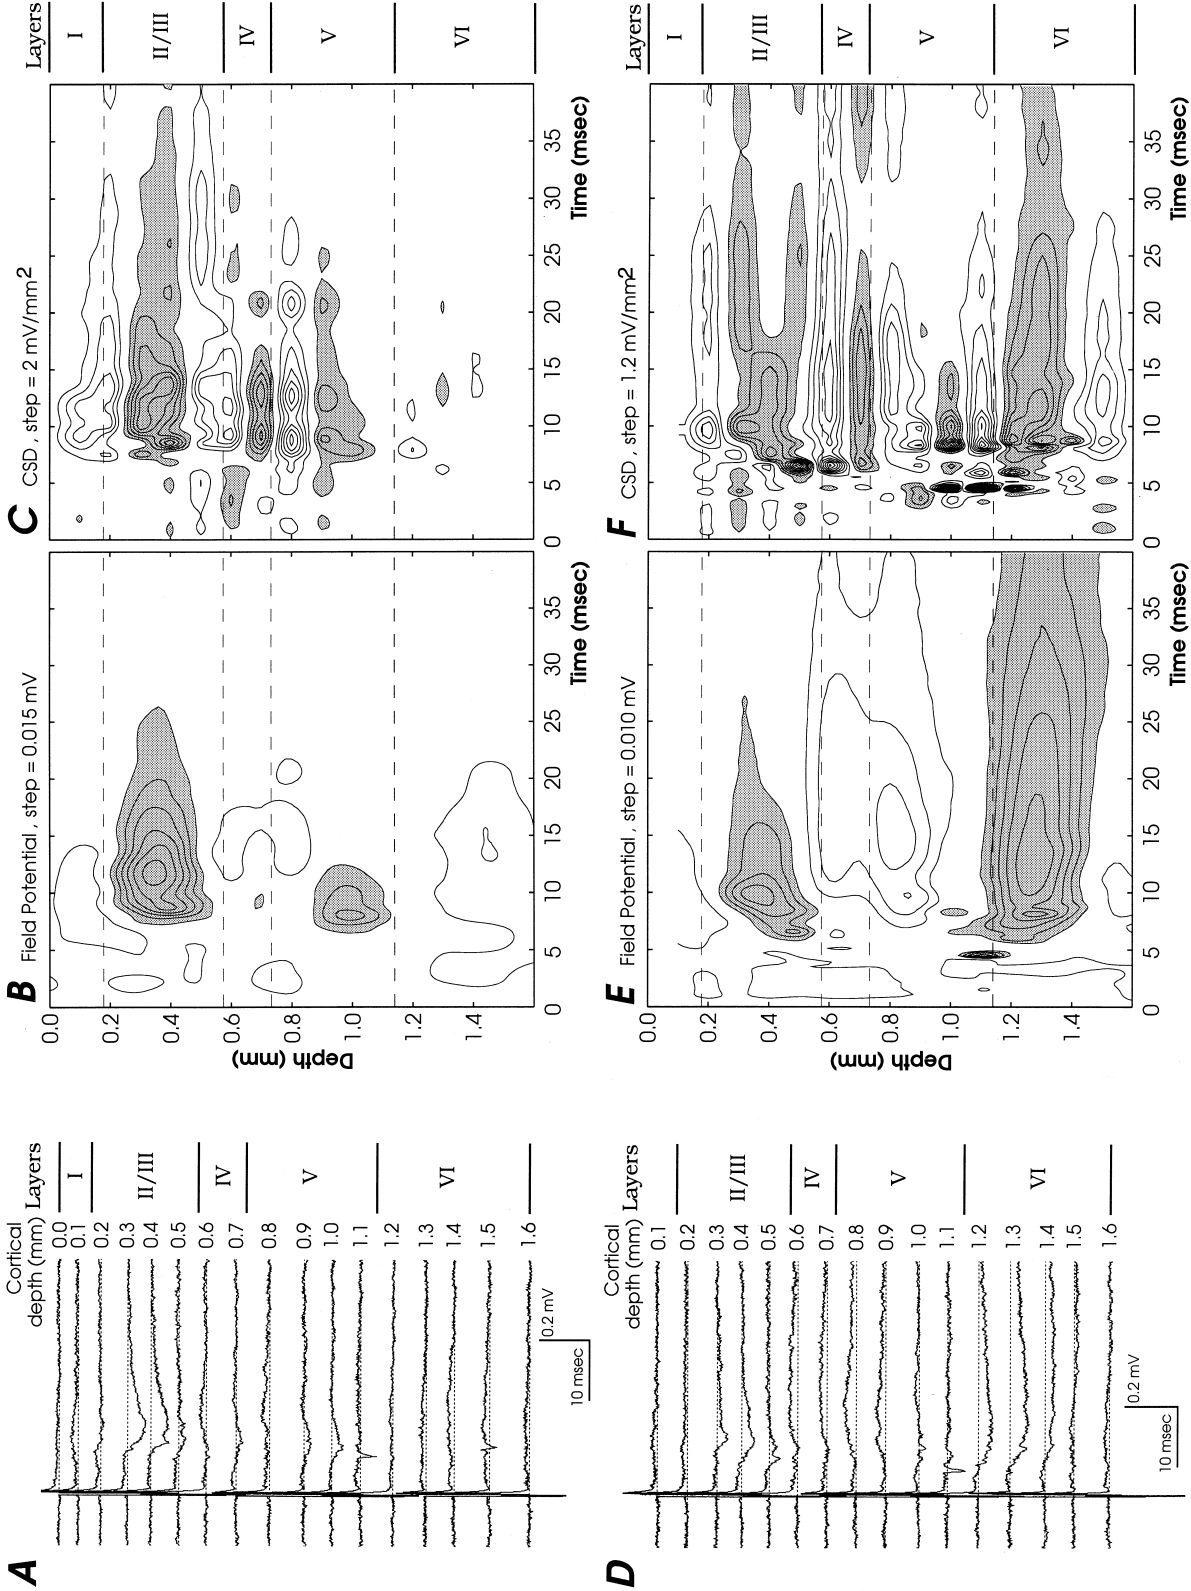 A
Cortical
depth (mm)
Layers
0.0
0.1
0.2
0.3
0.4
0.5
0.6
0.7
0.8
0.9
1.0
1.1
1.2
1.3
1.4
1.5
1.6
I
II/III
IV
V
VI
0.2 mV
10 msec
B
Field Potential , step = 0.015 mV
0.0
0.2
0.4
0.6
0.8
1.0
1.2
1.4
Depth (mm)
0 5 10 15 20 25 30 35
Time (msec)
C
CSD , step = 2 mV/mm2
0 5 10 15 20 25 30 35
Time (msec)
Layers
I
II/III
IV
V
VI
D
Cortical
depth (mm)
Layers
0.1
0.2
0.3
0.4
0.5
0.6
0.7
0.8
0.9
1.0
1.1
1.2
1.3
1.4
1.5
1.6
I
II/III
IV
V
VI
0.2 mV
10 msec
E
Field Potential , step = 0.010 mV
0.0
0.2
0.4
0.6
0.8
1.0
1.2
1.4
Depth (mm)
0 5 10 15 20 25 30 35
Time (msec)
F
CSD , step = 1.2 mV/mm2
0 5 10 15 20 25 30 35
Time (msec)
Layers
I
II/III
IV
V
VI